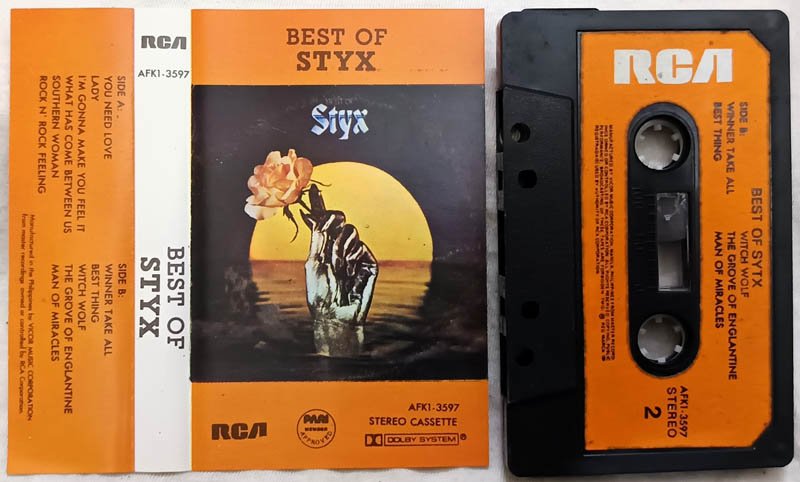 SIDE A:
YOU NEED LOVE
LADY
I'M GONNA MAKE YOU FEEL IT
WHAT HAS COME BETWEEN US
SOUTHERN WOMAN
ROCK N' ROCK FEELING
SIDE B:
WINNER TAKE ALL
BEST THING
WITCH WOLF
THE GROVE OF ENGLANTINE
MAN OF MIRACLES
Manufactured in the Philippines by VICOR MUSIC CORPORATION
from master recordings owned or controlled by RCA Corporation.
RCA
AFK1-3597
BEST OF
STYX
BEST OF
STYX
BEST OF
Styx
RCA
MEMBER
APPROVED
AFK1-3597
STEREO CASSETTE
DOLBY SYSTEM ®
RCA
SIDE B:
WINNER TAKE ALL
BEST THING
BEST OF SYTX
WITCH WOLF
THE GROVE OF ENGLANTINE
MAN OF MIRACLES
AFK1-3597
STEREO
2